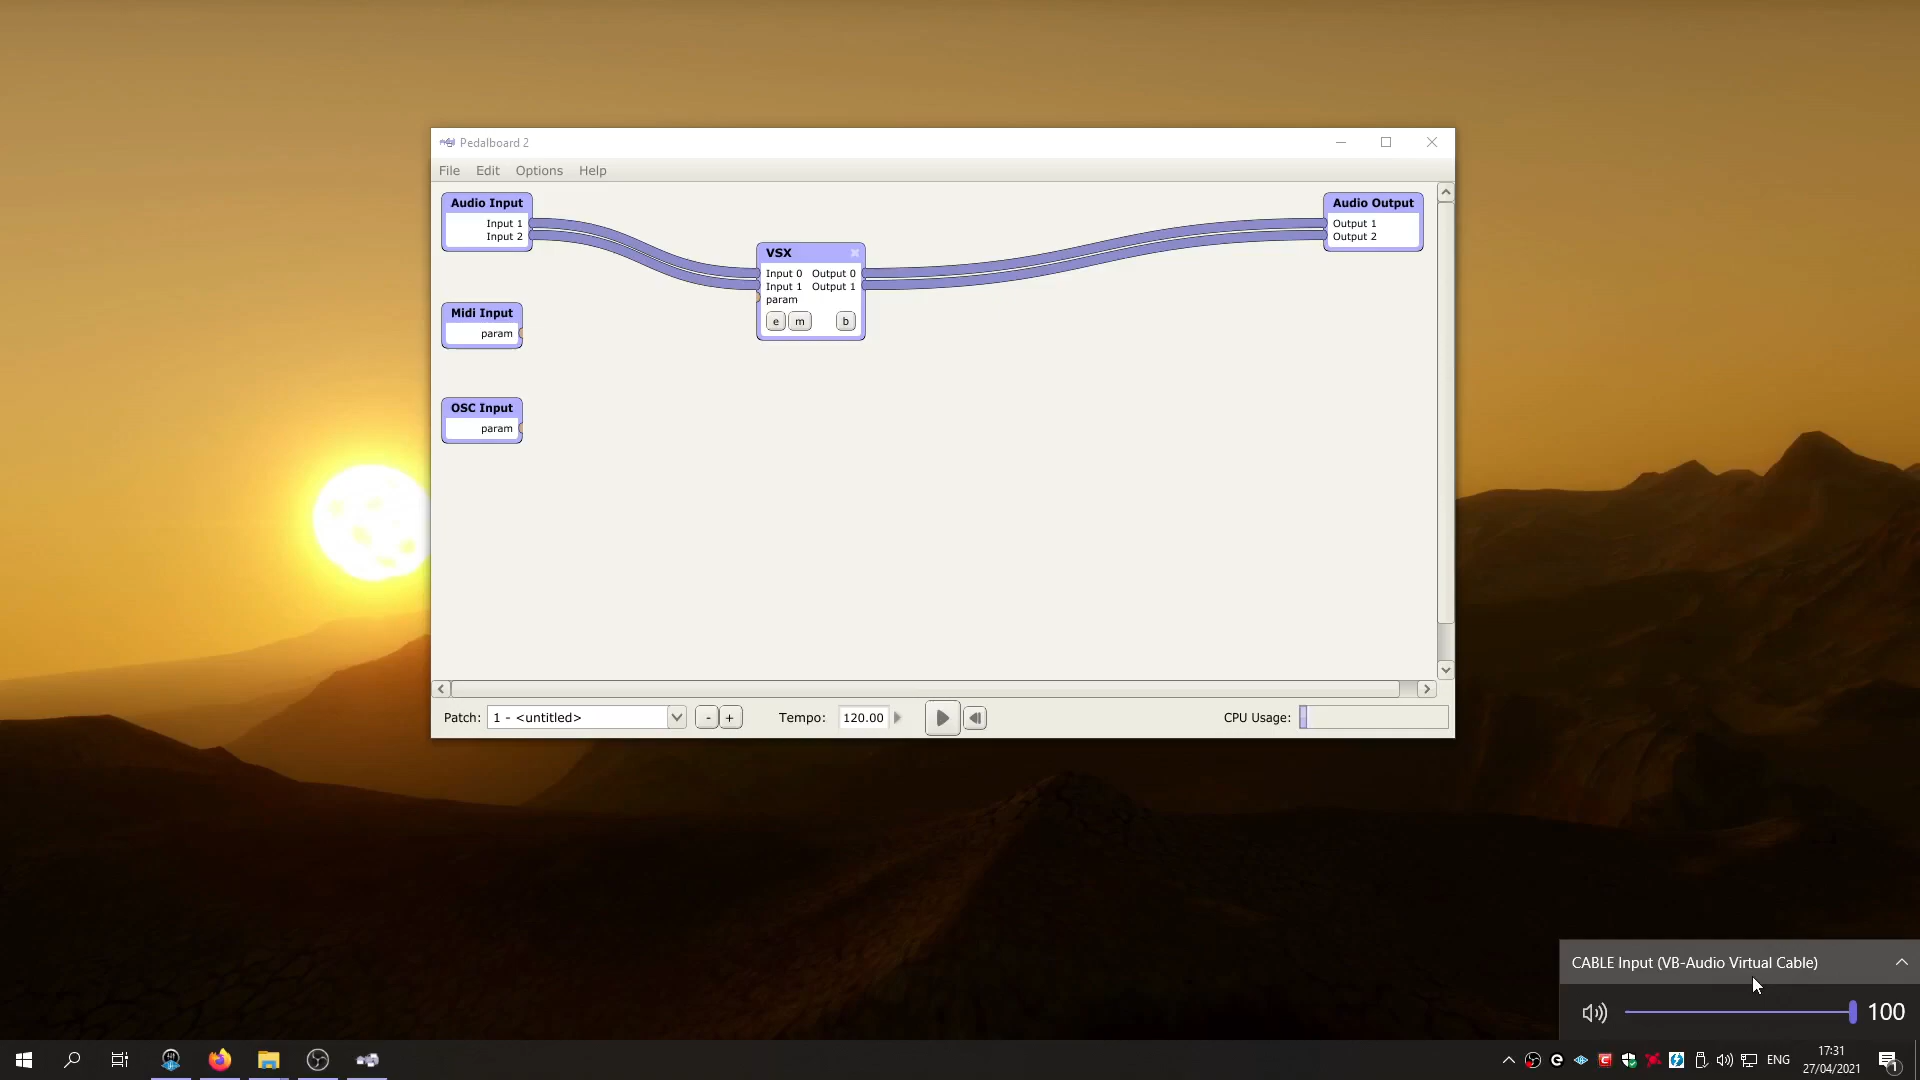 Pedalboard 2
File Edit Options Help
Audio Input
Input 1
Input 2
Midi Input
param
OSC Input
param
VSX
Input 0 Output 0
Input 1 Output 1
param
e m b
Audio Output
Output 1
Output 2
Patch: 1 - <untitled> - + Tempo: 120.00 CPU Usage:
CABLE Input (VB-Audio Virtual Cable)
100
ENG
17:31
27/04/2021
1